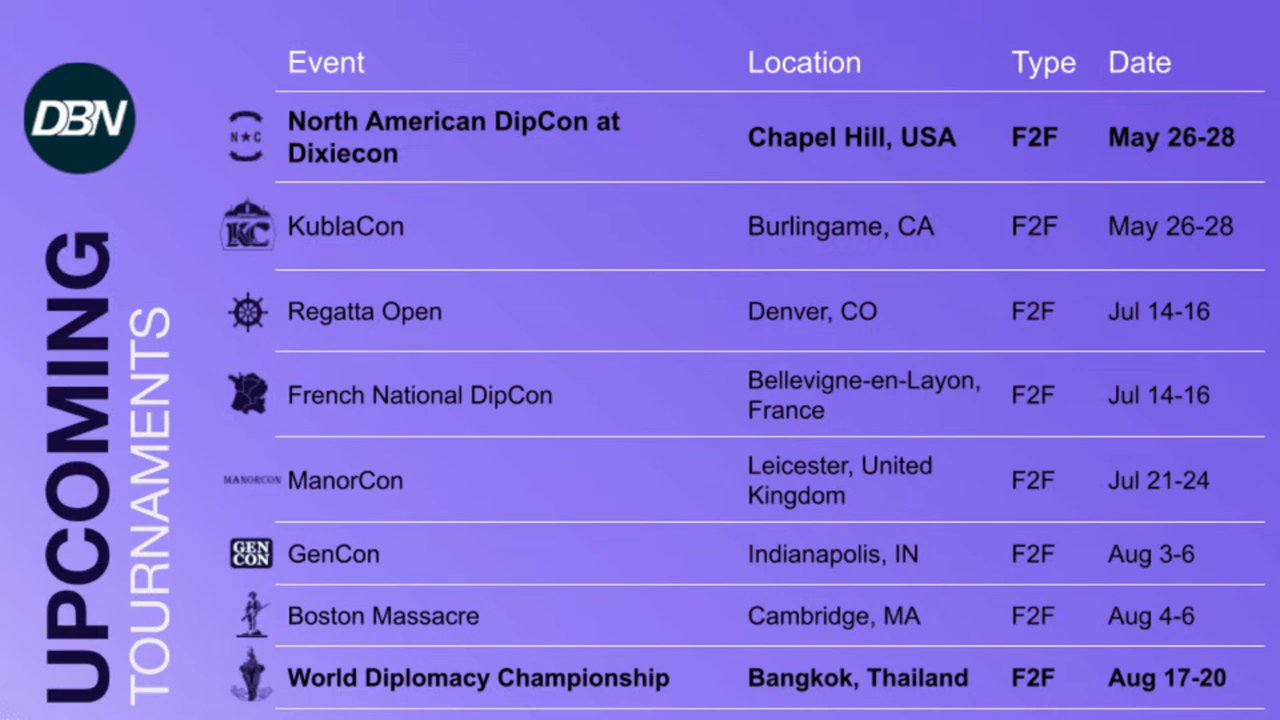 DBN
UPCOMING
TOURNAMENTS
Event Location Type Date
N★C North American DipCon at
Dixiecon Chapel Hill, USA F2F May 26-28
KC KublaCon Burlingame, CA F2F May 26-28
Regatta Open Denver, CO F2F Jul 14-16
French National DipCon Bellevigne-en-Layon,
France F2F Jul 14-16
MANORCON ManorCon Leicester, United
Kingdom F2F Jul 21-24
GEN
CON GenCon Indianapolis, IN F2F Aug 3-6
Boston Massacre Cambridge, MA F2F Aug 4-6
World Diplomacy Championship Bangkok, Thailand F2F Aug 17-20